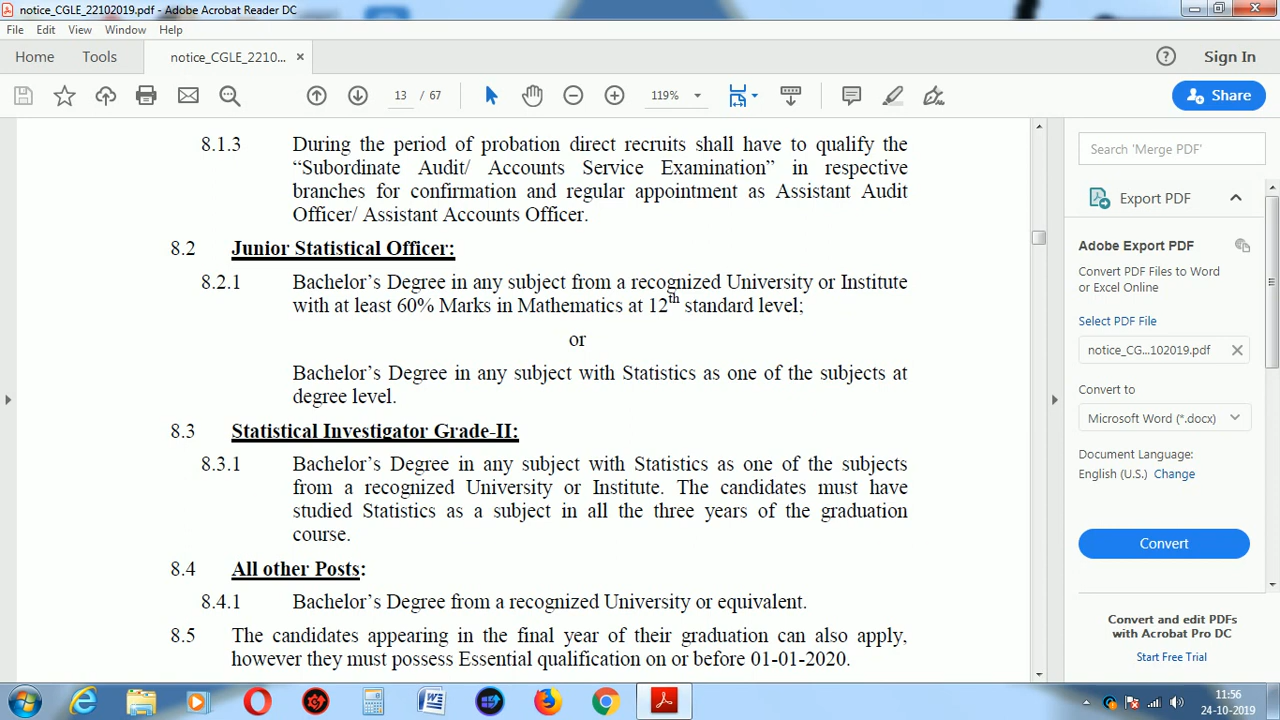 notice_CGLE_22102019.pdf - Adobe Acrobat Reader DC
File Edit View Window Help
Home Tools notice_CGLE_2210... × ? Sign In
13 / 67 119% Share
8.1.3 During the period of probation direct recruits shall have to qualify the
“Subordinate Audit/ Accounts Service Examination” in respective
branches for confirmation and regular appointment as Assistant Audit
Officer/ Assistant Accounts Officer.
8.2 Junior Statistical Officer:
8.2.1 Bachelor’s Degree in any subject from a recognized University or Institute
with at least 60% Marks in Mathematics at 12th standard level;
or
Bachelor’s Degree in any subject with Statistics as one of the subjects at
degree level.
8.3 Statistical Investigator Grade-II:
8.3.1 Bachelor’s Degree in any subject with Statistics as one of the subjects
from a recognized University or Institute. The candidates must have
studied Statistics as a subject in all the three years of the graduation
course.
8.4 All other Posts:
8.4.1 Bachelor’s Degree from a recognized University or equivalent.
8.5 The candidates appearing in the final year of their graduation can also apply,
however they must possess Essential qualification on or before 01-01-2020.
Search 'Merge PDF'
Export PDF
Adobe Export PDF
Convert PDF Files to Word
or Excel Online
Select PDF File
notice_CG...102019.pdf ×
Convert to
Microsoft Word (*.docx)
Document Language:
English (U.S.) Change
Convert
Convert and edit PDFs
with Acrobat Pro DC
Start Free Trial
11:56
24-10-2019